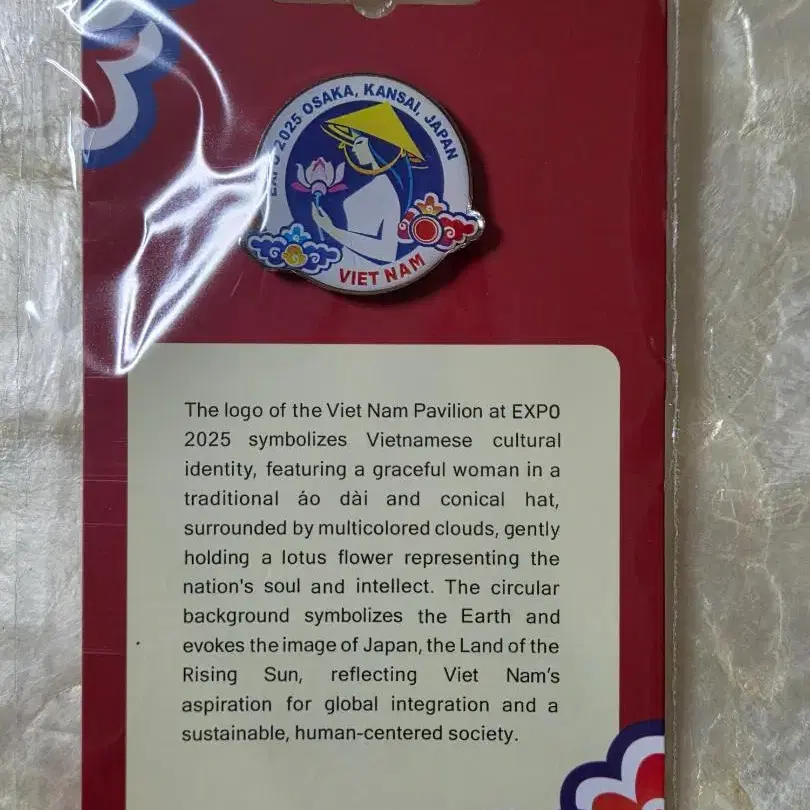 EXPO 2025 OSAKA, KANSAI, JAPAN
VIET NAM
The logo of the Viet Nam Pavilion at EXPO
2025 symbolizes Vietnamese cultural
identity, featuring a graceful woman in a
traditional áo dài and conical hat,
surrounded by multicolored clouds, gently
holding a lotus flower representing the
nation's soul and intellect. The circular
background symbolizes the Earth and
evokes the image of Japan, the Land of the
Rising Sun, reflecting Viet Nam's
aspiration for global integration and a
sustainable, human-centered society.